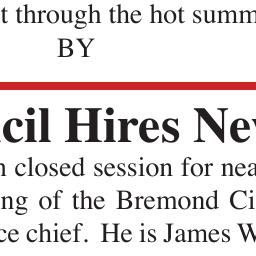 t through the hot summ
BY
cil Hires Ne
n closed session for nea
ng of the Bremond Ci
ce chief. He is James W